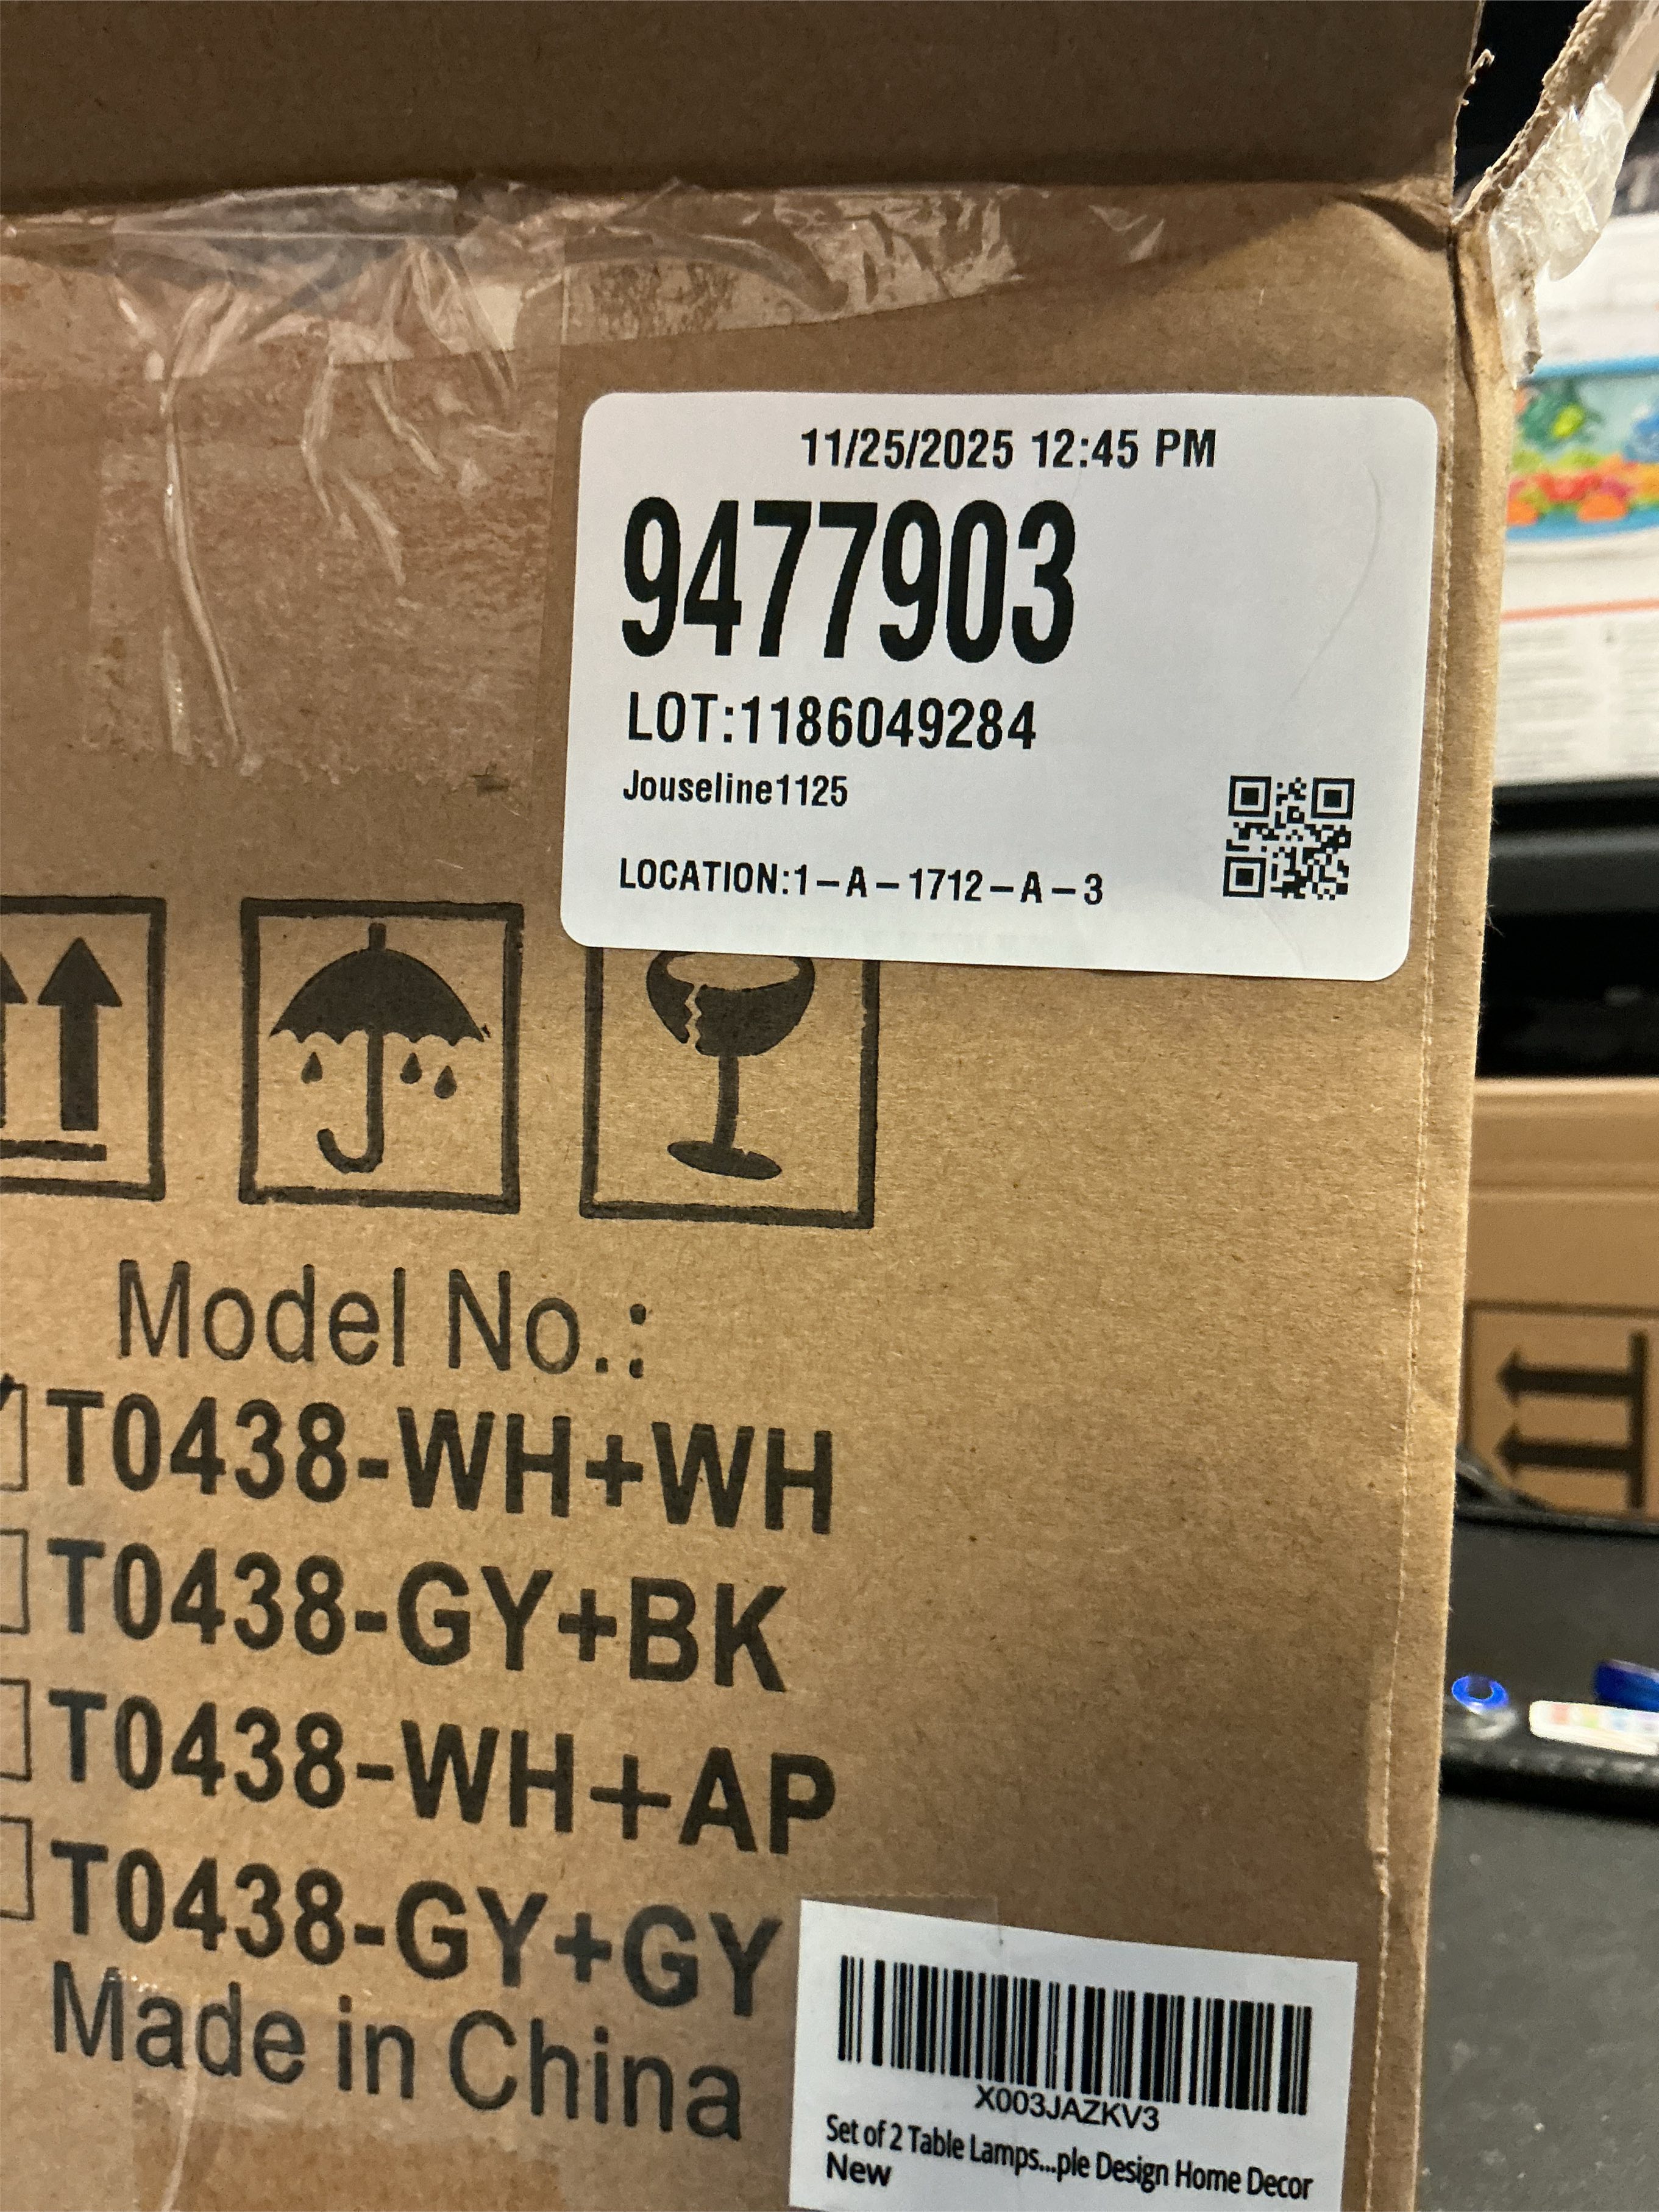 11/25/2025 12:45 PM
9477903
LOT:1186049284
Jouseline1125
LOCATION:1-A-1712-A-3
Model No.:
T0438-WH+WH
T0438-GY+BK
T0438-WH+AP
T0438-GY+GY
Made in China
X003JAZKV3
Set of 2 Table Lamps...ple Design Home Decor
New